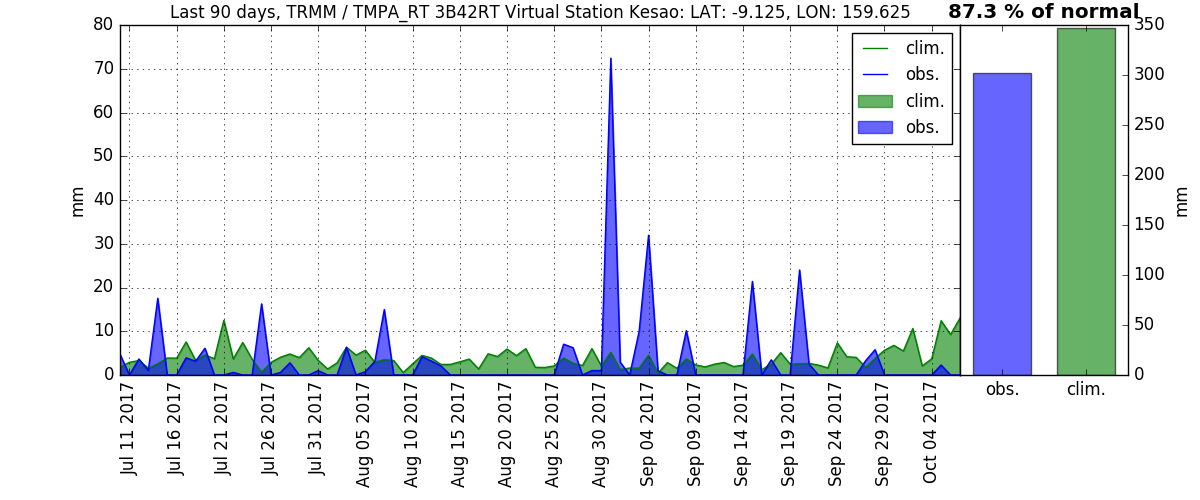 Last 90 days, TRMM / TMPA_RT 3B42RT Virtual Station Kesao: LAT: -9.125, LON: 159.625
87.3 % of normal
80
70
60
50
40
30
20
10
0
mm
clim.
obs.
clim.
obs.
350
300
250
200
150
100
50
0
mm
obs.
clim.
Jul 11 2017
Jul 16 2017
Jul 21 2017
Jul 26 2017
Jul 31 2017
Aug 05 2017
Aug 10 2017
Aug 15 2017
Aug 20 2017
Aug 25 2017
Aug 30 2017
Sep 04 2017
Sep 09 2017
Sep 14 2017
Sep 19 2017
Sep 24 2017
Sep 29 2017
Oct 04 2017